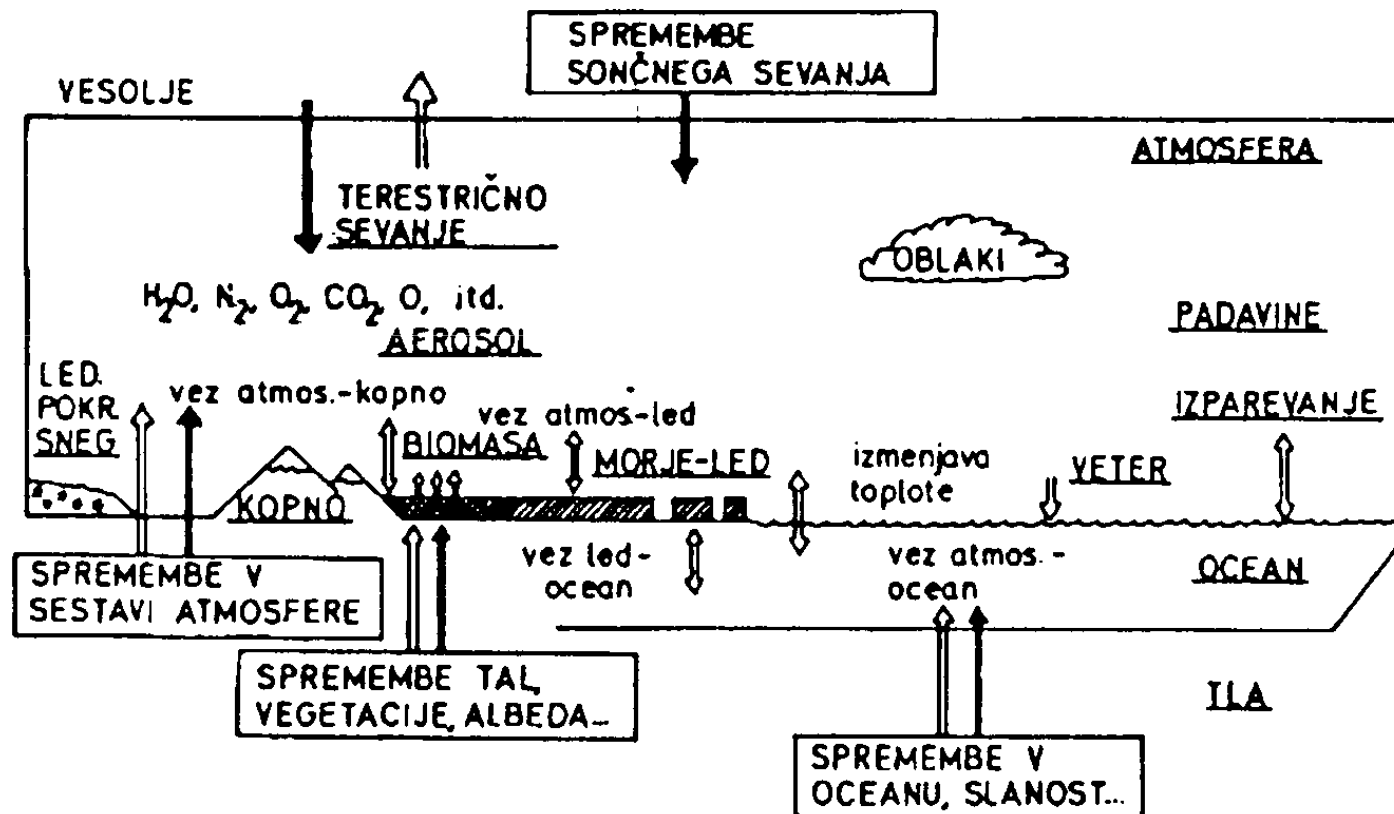 SPREMEMBE
SONČNEGA SEVANJA
VESOLJE
ATMOSFERA
TERESTRIČNO
SEVANJE
OBLAKI
H₂O, N₂, O₂, CO₂, O, itd.
AEROSOL
PADAVINE
LED.
POKR.
SNEG
vez atmos.-kopno
vez atmos-led
IZPAREVANJE
BIOMASA
MORJE-LED
izmenjava
toplote
VETER
KOPNO
vez led-
ocean
vez atmos.-
ocean
OCEAN
SPREMEMBE V
SESTAVI ATMOSFERE
SPREMEMBE TAL,
VEGETACIJE, ALBEDA...
TLA
SPREMEMBE V
OCEANU, SLANOST...